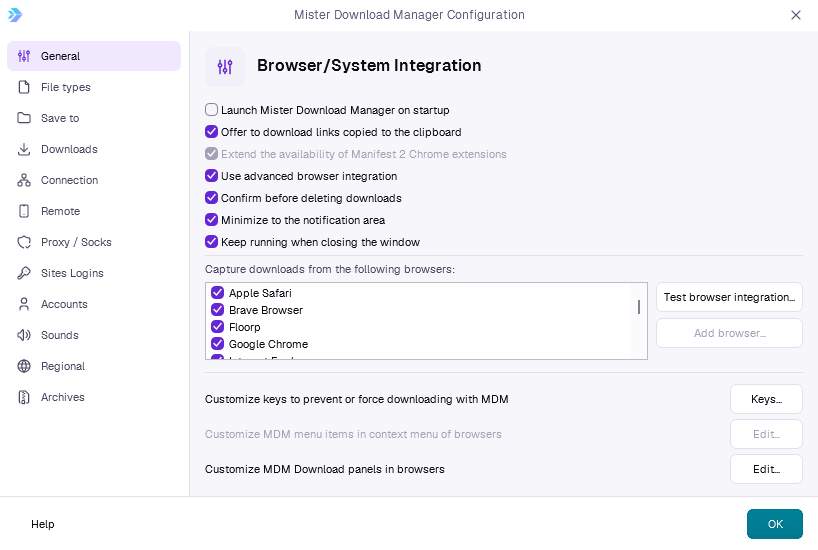 Mister Download Manager Configuration
General
File types
Save to
Downloads
Connection
Remote
Proxy / Socks
Sites Logins
Accounts
Sounds
Regional
Archives
Browser/System Integration
Launch Mister Download Manager on startup
Offer to download links copied to the clipboard
Extend the availability of Manifest 2 Chrome extensions
Use advanced browser integration
Confirm before deleting downloads
Minimize to the notification area
Keep running when closing the window
Capture downloads from the following browsers:
Apple Safari
Brave Browser
Floorp
Google Chrome
Test browser integration...
Add browser...
Customize keys to prevent or force downloading with MDM
Keys...
Customize MDM menu items in context menu of browsers
Edit...
Customize MDM Download panels in browsers
Edit...
Help
OK